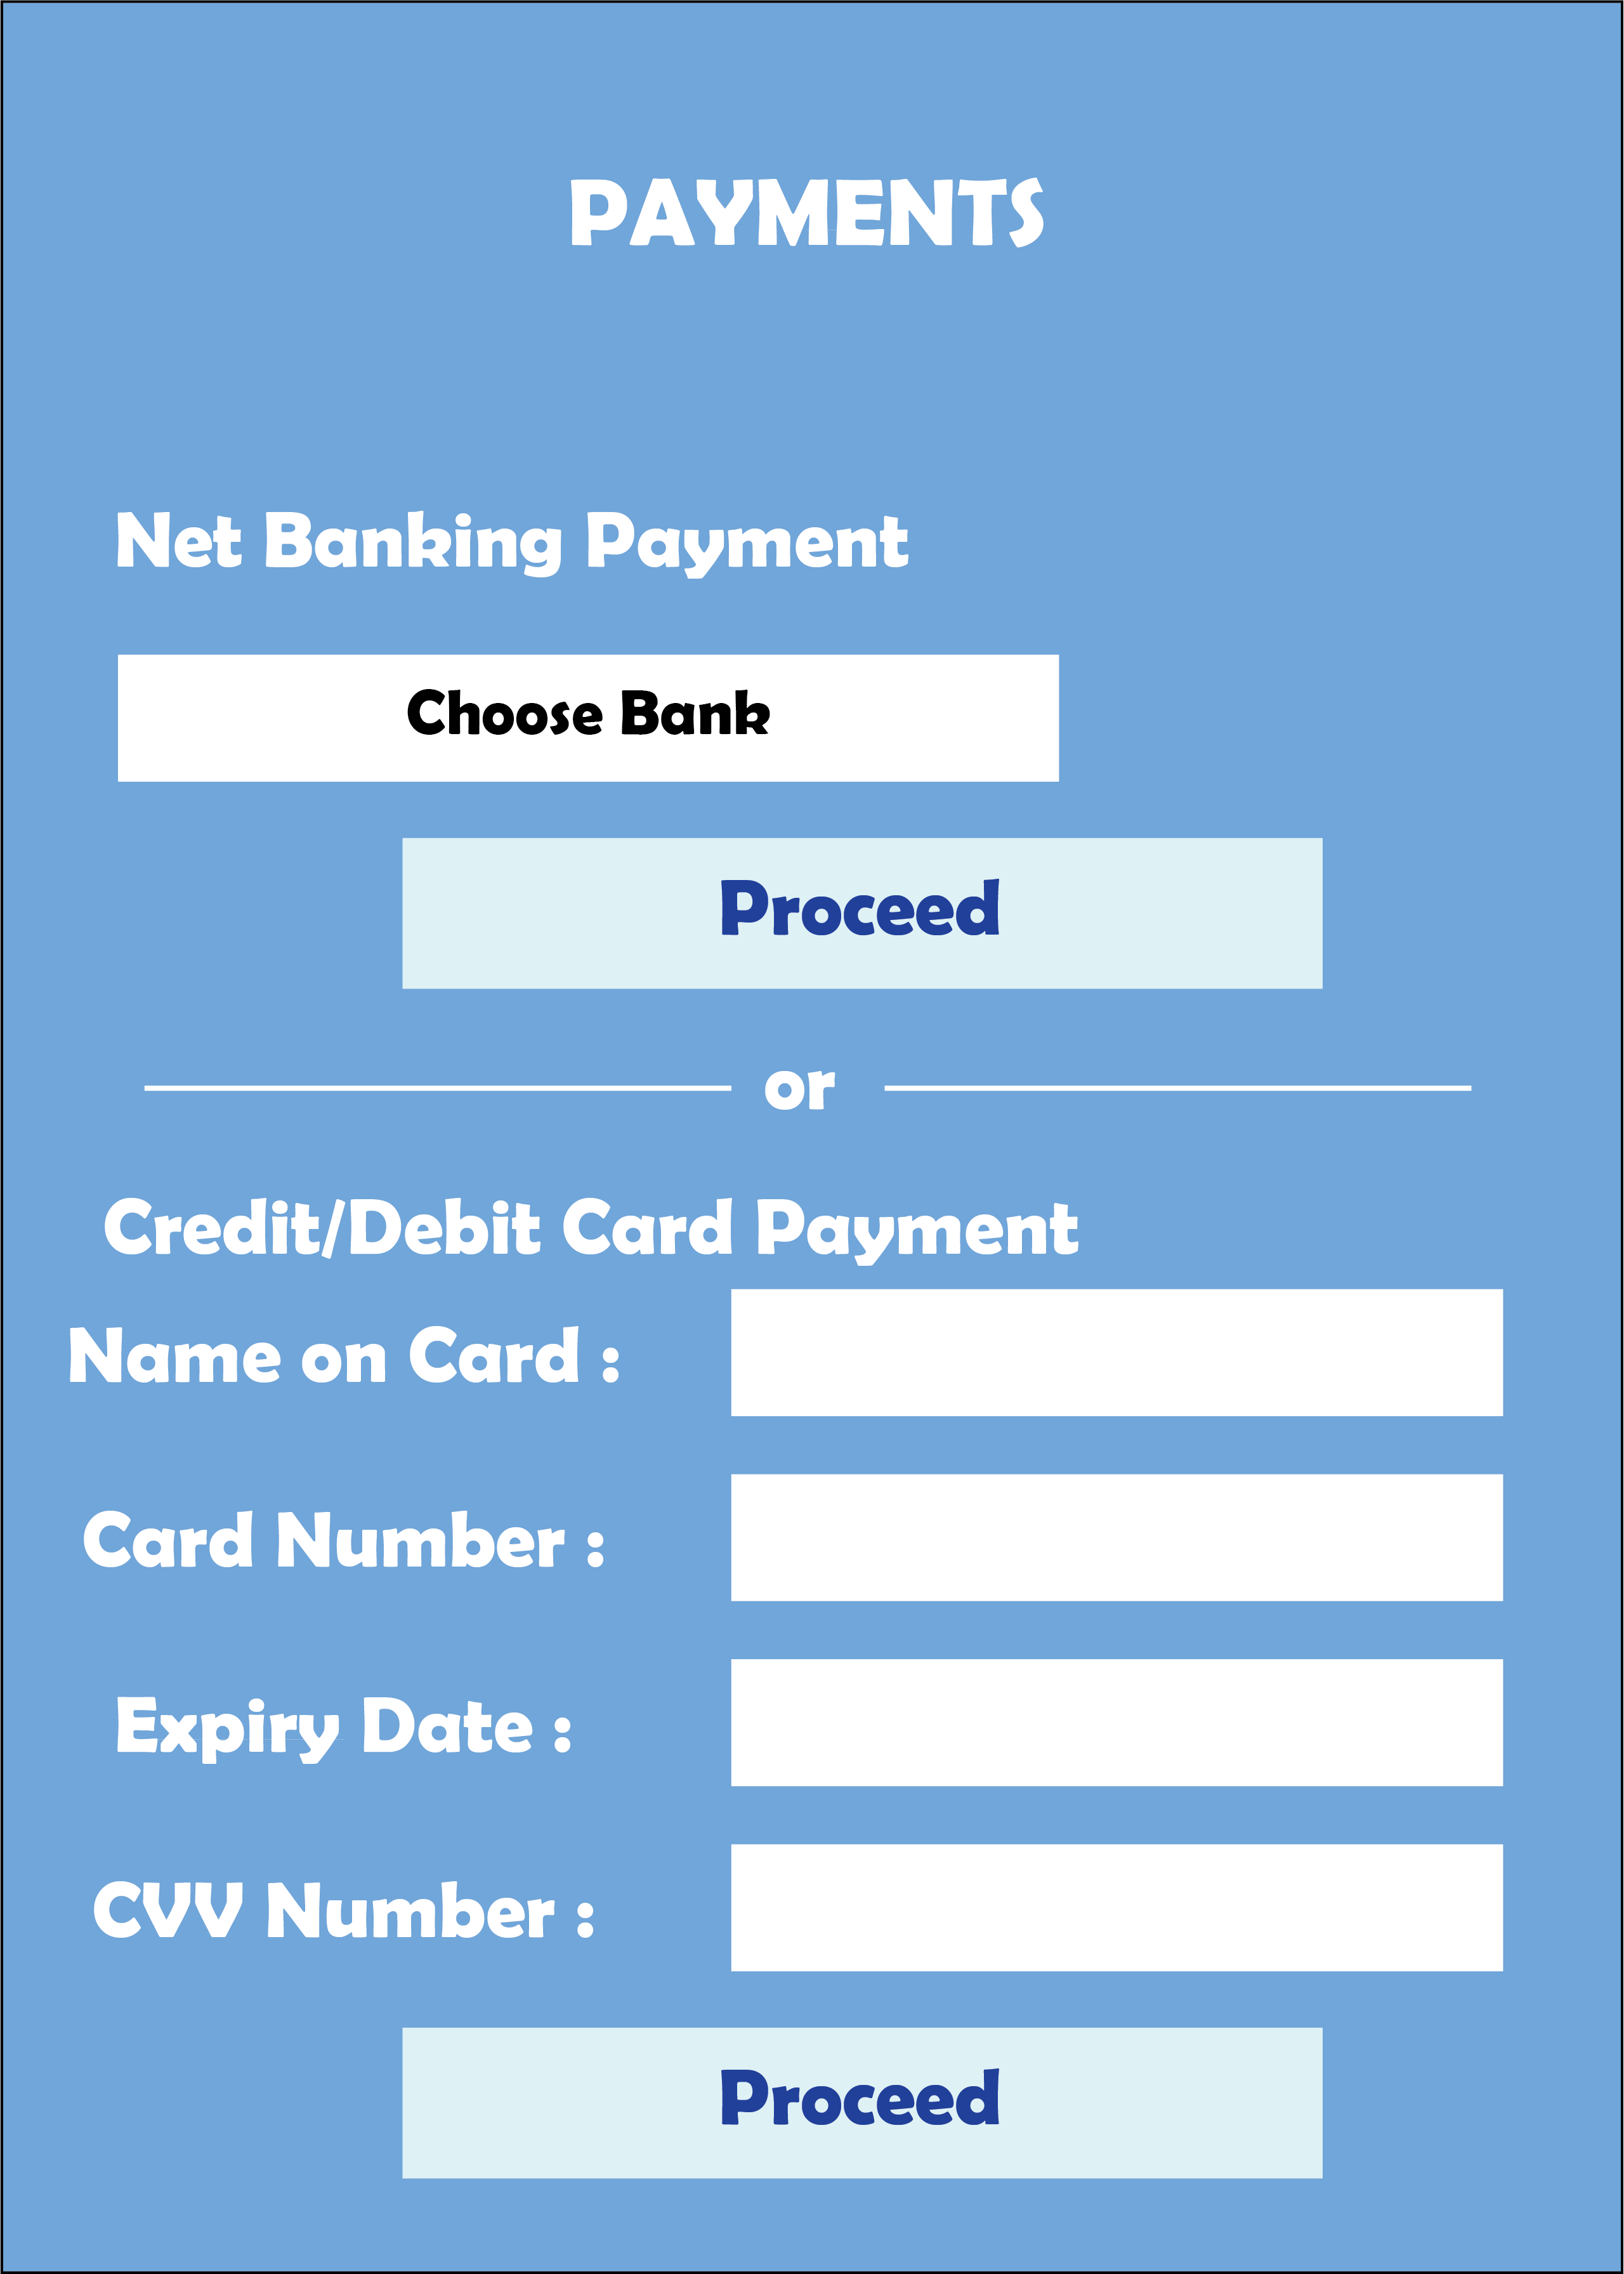 PAYMENTS
Net Banking Payment
Choose Bank
Proceed
or
Credit/Debit Card Payment
Name on Card :
Card Number :
Expiry Date :
CVV Number :
Proceed